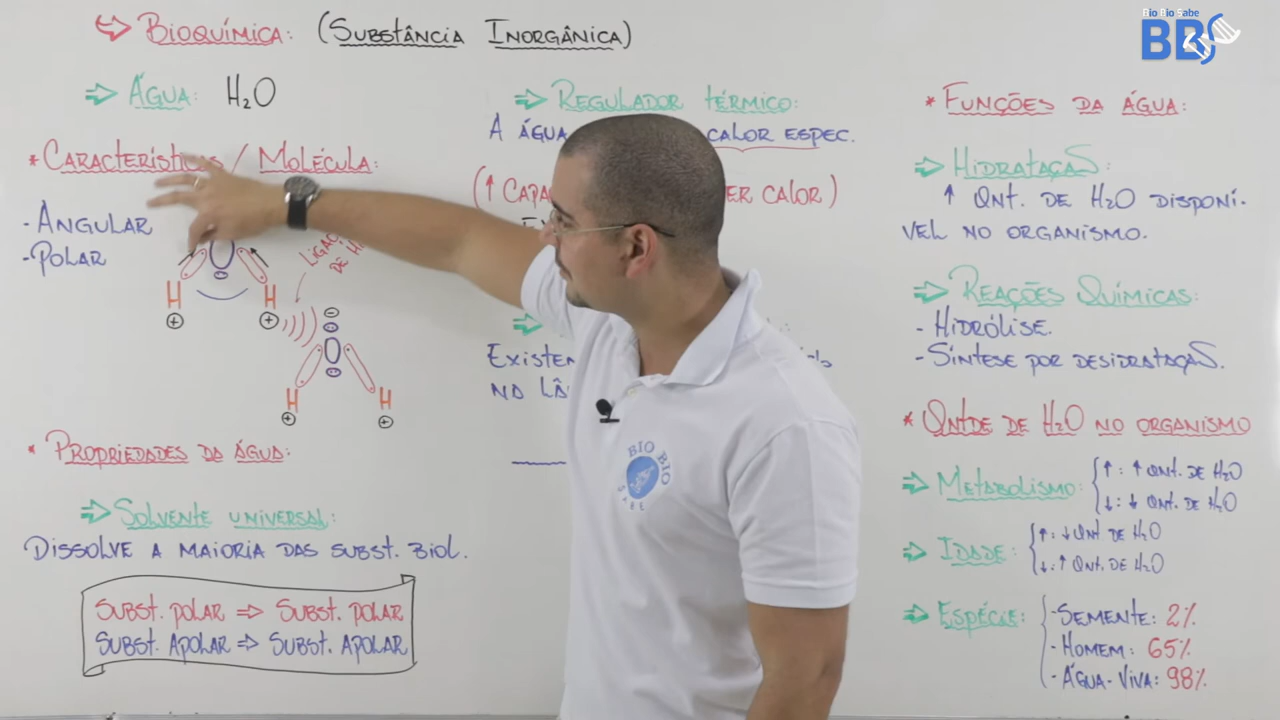 Bio Bio Sabe
BBS
BIOQUÍMICA: (SUBSTÂNCIA INORGÂNICA)
ÁGUA: H₂O
* CARACTERÍSTICAS / MOLÉCULA:
- ANGULAR
- POLAR
H
H
+
+
-
H
H
+
+
* PROPRIEDADES DA ÁGUA:
SOLVENTE UNIVERSAL:
DISSOLVE A MAIORIA DAS SUBST. BIOL.
SUBST. POLAR ⇒ SUBST. POLAR
SUBST. APOLAR ⇒ SUBST. APOLAR
REGULADOR TÉRMICO:
A ÁGUA CALOR ESPEC.
(↑ CALOR)
NA
BIO BIO
SABE
* FUNÇÕES DA ÁGUA:
HIDRATAÇÃO:
↑ QNT. DE H₂O DISPONÍ-
VEL NO ORGANISMO.
REAÇÕES QUÍMICAS:
- HIDRÓLISE.
- SÍNTESE POR DESIDRATAÇÃO.
* QNTDE DE H₂O NO ORGANISMO
METABOLISMO:
↑: ↑ QNT. DE H₂O
↓: ↓ QNT. DE H₂O
IDADE:
↑: ↓ QNT DE H₂O
↓: ↑ QNT. DE H₂O
ESPÉCIE:
- SEMENTE: 2%
- HOMEM: 65%
- ÁGUA-VIVA: 98%